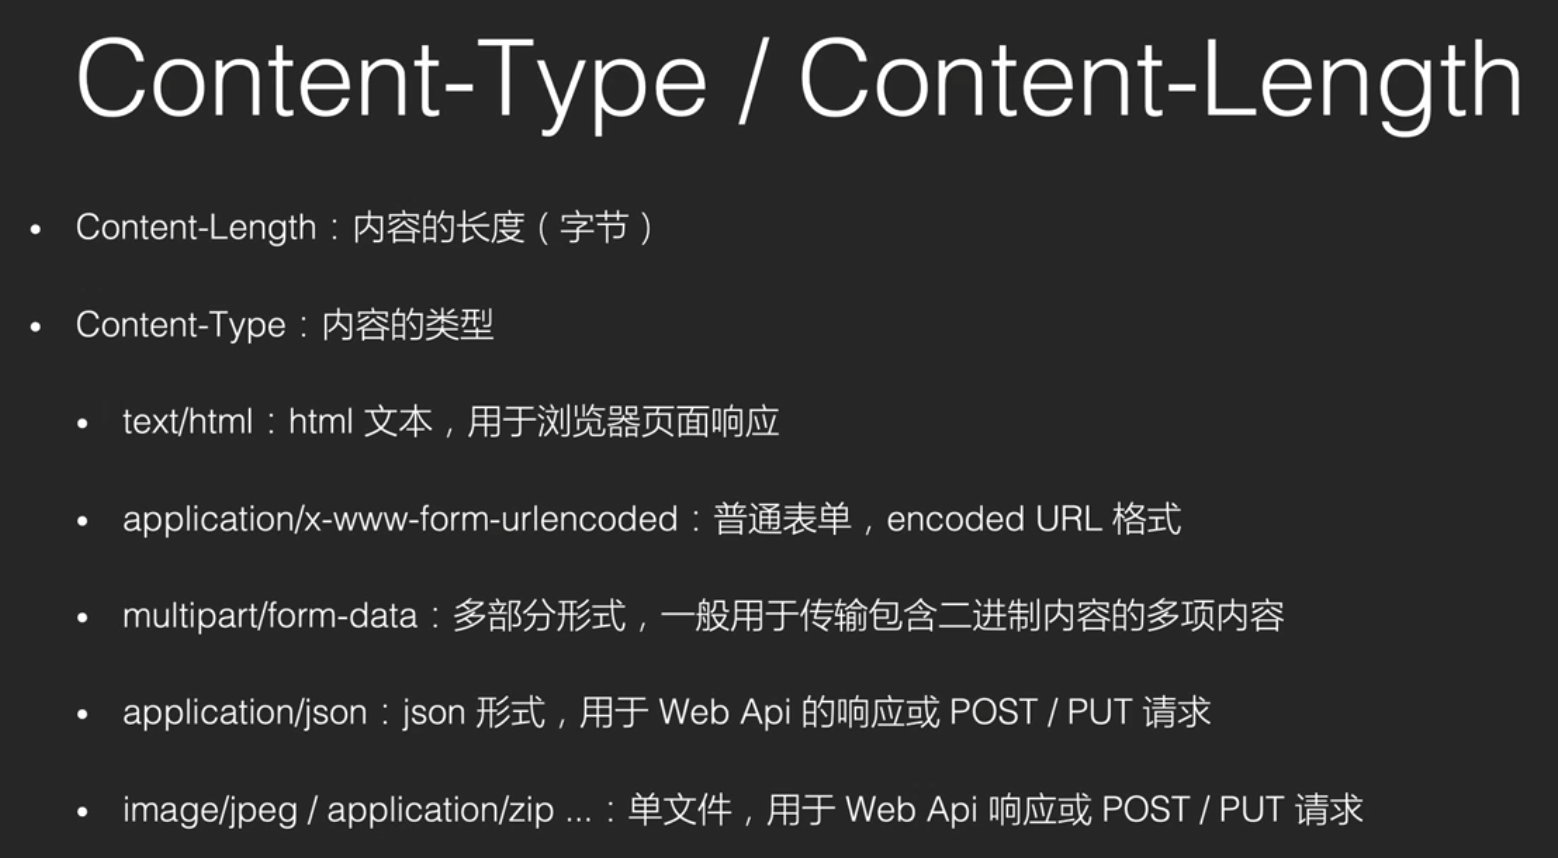 Content-Type / Content-Length
• Content-Length：内容的长度（字节）
• Content-Type：内容的类型
• text/html：html 文本，用于浏览器页面响应
• application/x-www-form-urlencoded：普通表单，encoded URL 格式
• multipart/form-data：多部分形式，一般用于传输包含二进制内容的多项内容
• application/json：json 形式，用于 Web Api 的响应或 POST / PUT 请求
• image/jpeg / application/zip ...：单文件，用于 Web Api 响应或 POST / PUT 请求